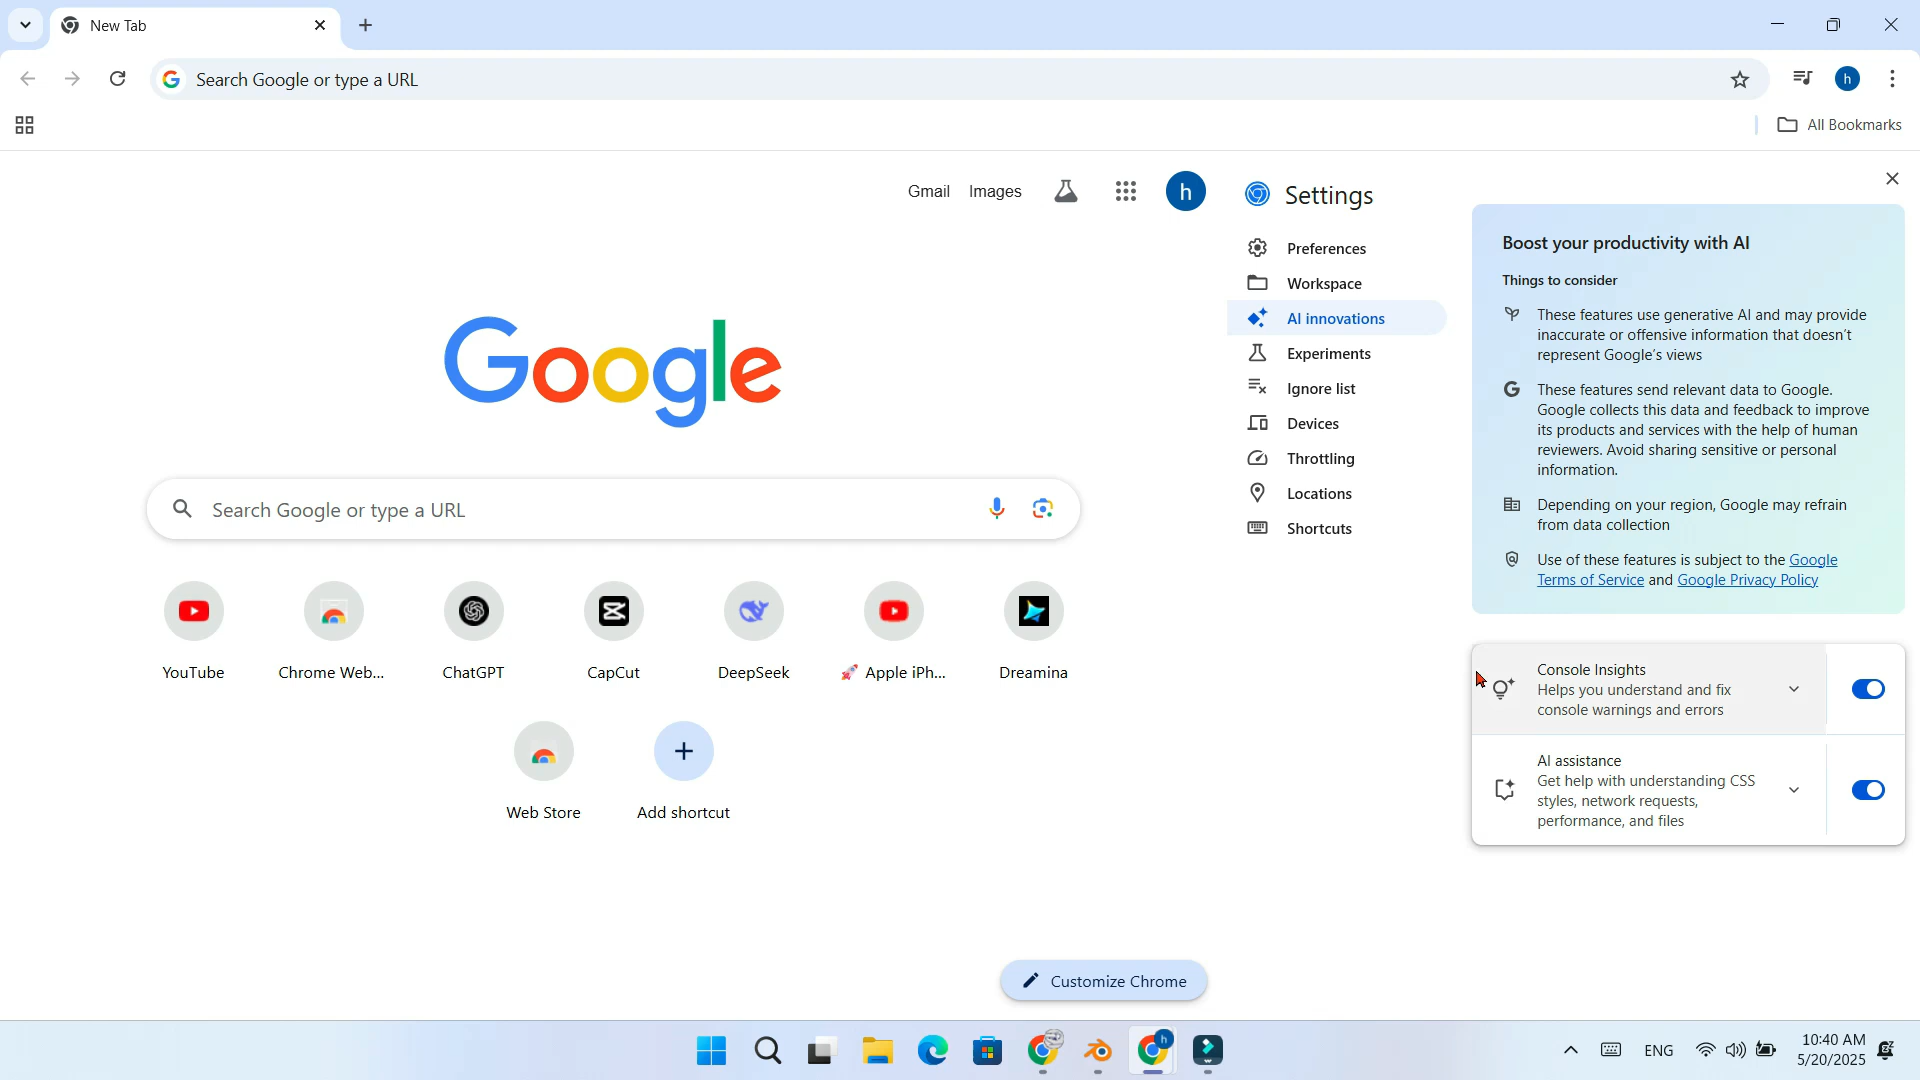 New Tab
Search Google or type a URL
h
All Bookmarks
Gmail
Images
h
Google
Search Google or type a URL
YouTube
Chrome Web...
ChatGPT
CapCut
DeepSeek
🚀 Apple iPh...
Dreamina
Web Store
Add shortcut
Customize Chrome
Settings
Preferences
Workspace
AI innovations
Experiments
Ignore list
Devices
Throttling
Locations
Shortcuts
Boost your productivity with AI
Things to consider
These features use generative AI and may provide
inaccurate or offensive information that doesn't
represent Google's views
These features send relevant data to Google.
Google collects this data and feedback to improve
its products and services with the help of human
reviewers. Avoid sharing sensitive or personal
information.
Depending on your region, Google may refrain
from data collection
Use of these features is subject to the Google
Terms of Service and Google Privacy Policy
Console Insights
Helps you understand and fix
console warnings and errors
AI assistance
Get help with understanding CSS
styles, network requests,
performance, and files
h
ENG
10:40 AM
5/20/2025